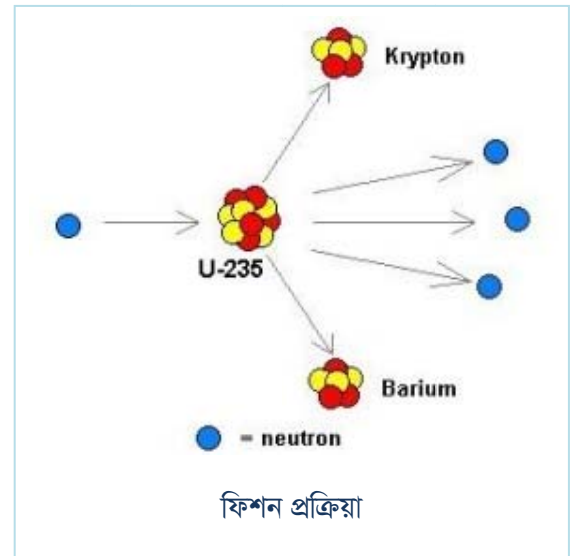 Krypton
U-235
Barium
= neutron
ফিশন প্রক্রিয়া